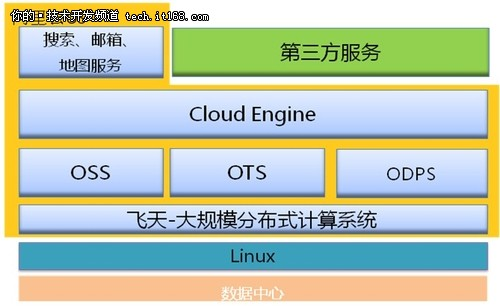 你的·技术开发频道 tech.it168.com
搜索、邮箱、
地图服务
第三方服务
Cloud Engine
OSS
OTS
ODPS
飞天-大规模分布式计算系统
Linux
数据中心